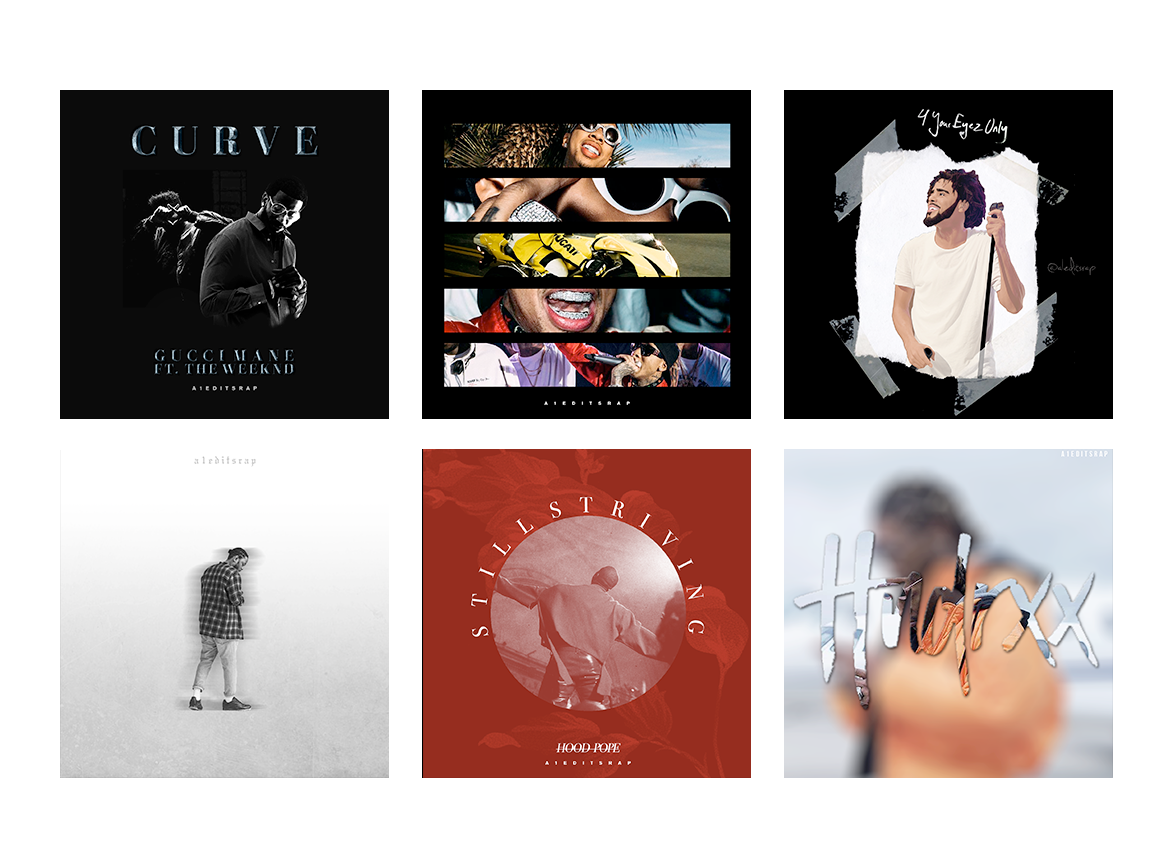 CURVE
GUCCI MANE
FT. THE WEEKND
A1EDITSRAP
DUCATI
A1EDITSRAP
4 Your Eyez Only
@a1editsrap
a1editsrap
STILL STRIVING
HOOD POPE
A1EDITSRAP
A1EDITSRAP
Hndrxx